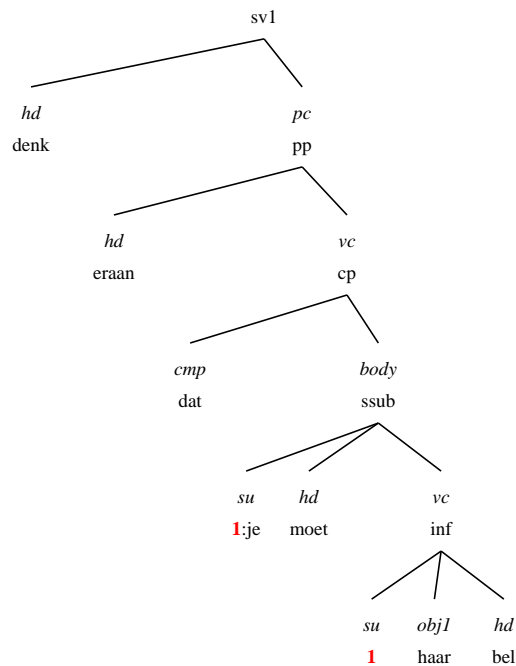 sv1
hd pc
denk pp
hd vc
eraan cp
cmp body
dat ssub
su hd vc
1:je moet inf
su obj1 hd
1 haar bel